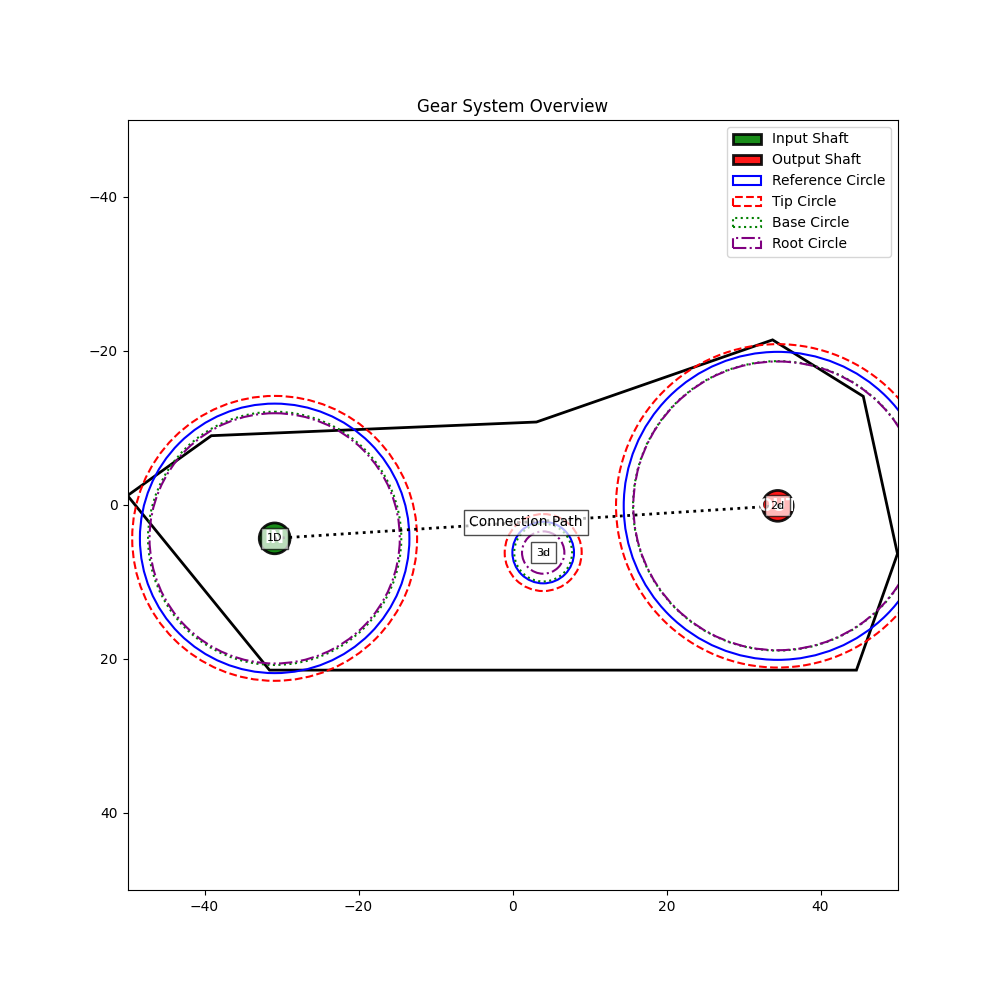 Gear System Overview
Input Shaft
Output Shaft
Reference Circle
Tip Circle
Base Circle
Root Circle
−40
−20
0
20
40
1D
Connection Path
3d
2d
−40
−20
0
20
40